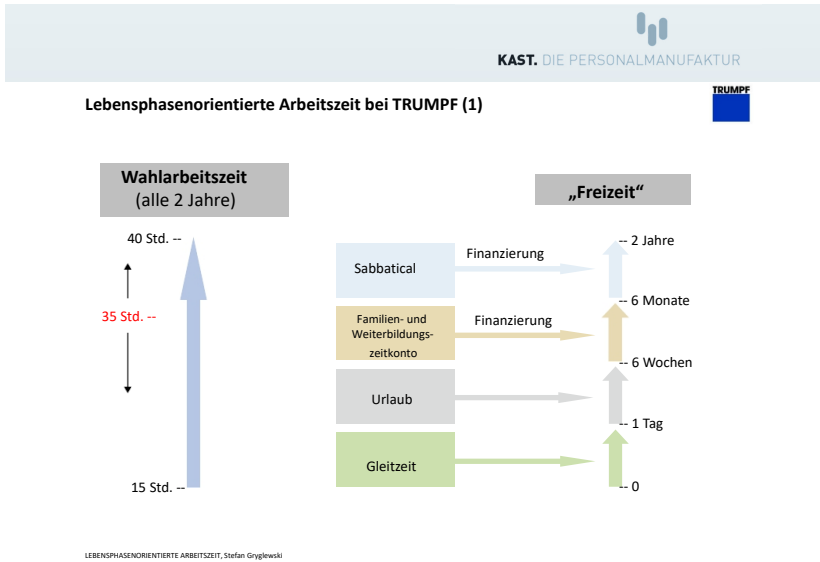 KAST. DIE PERSONALMANUFAKTUR
TRUMPF
Lebensphasenorientierte Arbeitszeit bei TRUMPF (1)
Wahlarbeitszeit
(alle 2 Jahre)
40 Std. --
35 Std. --
15 Std. --
„Freizeit“
Sabbatical
Finanzierung
-- 2 Jahre
-- 6 Monate
Familien- und
Weiterbildungs-
zeitkonto
Finanzierung
-- 6 Wochen
Urlaub
-- 1 Tag
Gleitzeit
-- 0
LEBENSPHASENORIENTIERTE ARBEITSZEIT, Stefan Gryglewski